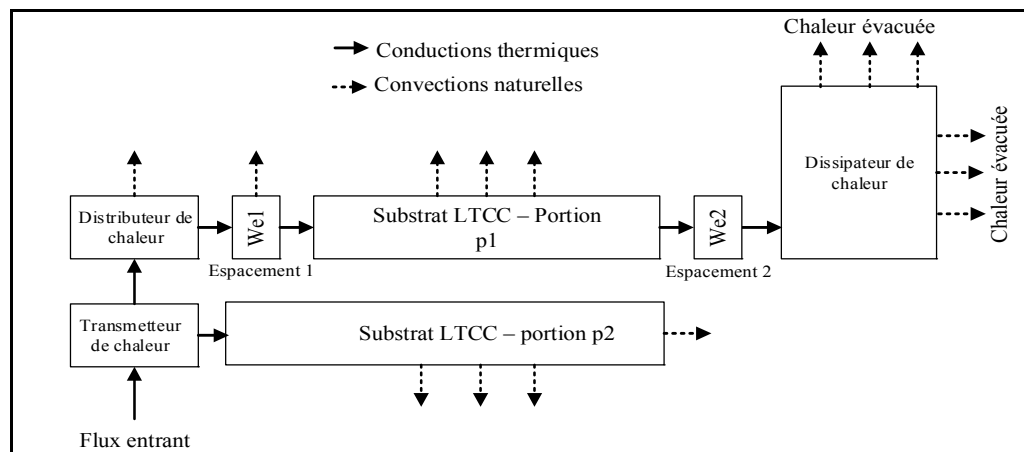 Chaleur évacuée
Conductions thermiques
Convections naturelles
Chaleur évacuée
Dissipateur de
chaleur
Distributeur de
chaleur
We1
Substrat LTCC – Portion
p1
We2
Espacement 1
Espacement 2
Transmetteur
de chaleur
Substrat LTCC – portion p2
Flux entrant